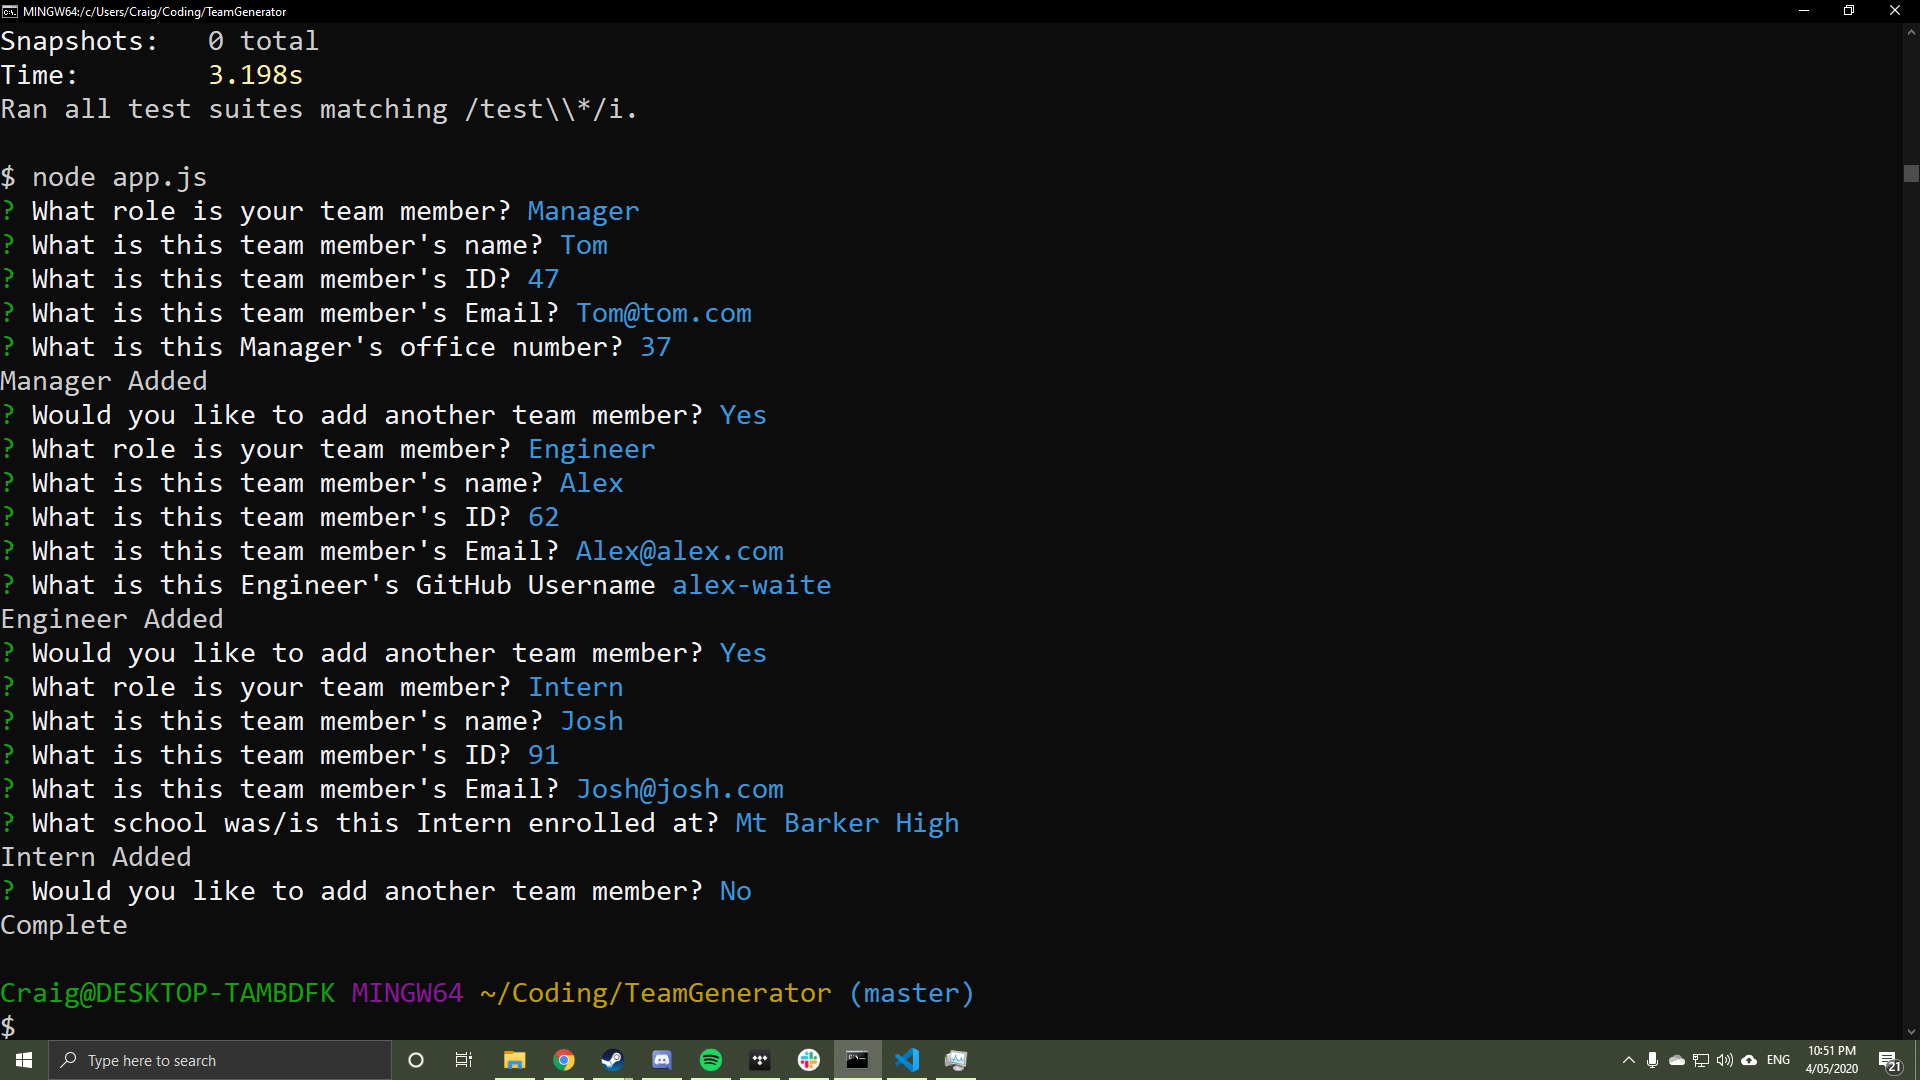 MINGW64:/c/Users/Craig/Coding/TeamGenerator
Snapshots:   0 total
Time:        3.198s
Ran all test suites matching /test\\*/i.
$ node app.js
? What role is your team member? Manager
? What is this team member's name? Tom
? What is this team member's ID? 47
? What is this team member's Email? Tom@tom.com
? What is this Manager's office number? 37
Manager Added
? Would you like to add another team member? Yes
? What role is your team member? Engineer
? What is this team member's name? Alex
? What is this team member's ID? 62
? What is this team member's Email? Alex@alex.com
? What is this Engineer's GitHub Username alex-waite
Engineer Added
? Would you like to add another team member? Yes
? What role is your team member? Intern
? What is this team member's name? Josh
? What is this team member's ID? 91
? What is this team member's Email? Josh@josh.com
? What school was/is this Intern enrolled at? Mt Barker High
Intern Added
? Would you like to add another team member? No
Complete
Craig@DESKTOP-TAMBDFK MINGW64 ~/Coding/TeamGenerator (master)
$
Type here to search
ENG
10:51 PM
4/05/2020
21